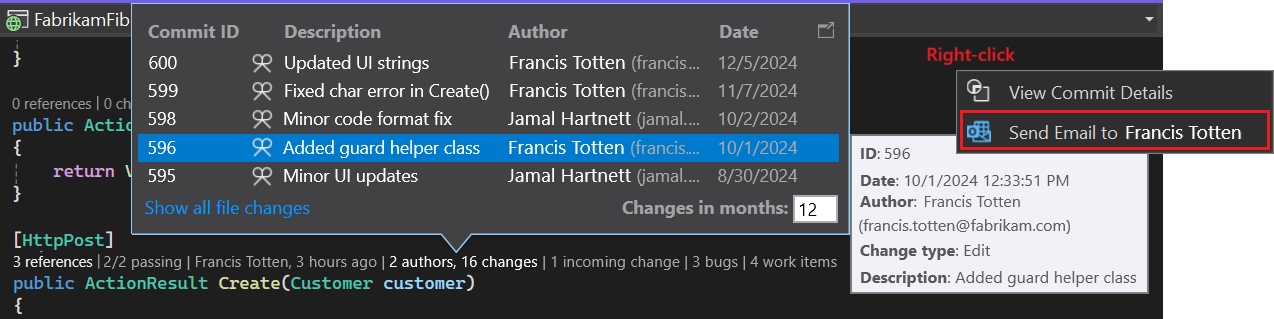 FabrikamFib
}
0 references | 0 ch
public Actio
{
return V
}
Commit ID Description Author Date
600 Updated UI strings Francis Totten (francis.... 12/5/2024
599 Fixed char error in Create() Francis Totten (francis.... 11/7/2024
598 Minor code format fix Jamal Hartnett (jamal.... 10/2/2024
596 Added guard helper class Francis Totten (francis.... 10/1/2024
595 Minor UI updates Jamal Hartnett (jamal.... 8/30/2024
Show all file changes Changes in months: 12
[HttpPost]
3 references | 2/2 passing | Francis Totten, 3 hours ago | 2 authors, 16 changes | 1 incoming change | 3 bugs | 4 work items
public ActionResult Create(Customer customer)
{
Right-click
View Commit Details
Send Email to Francis Totten
ID: 596
Date: 10/1/2024 12:33:51 PM
Author: Francis Totten
(francis.totten@fabrikam.com)
Change type: Edit
Description: Added guard helper class